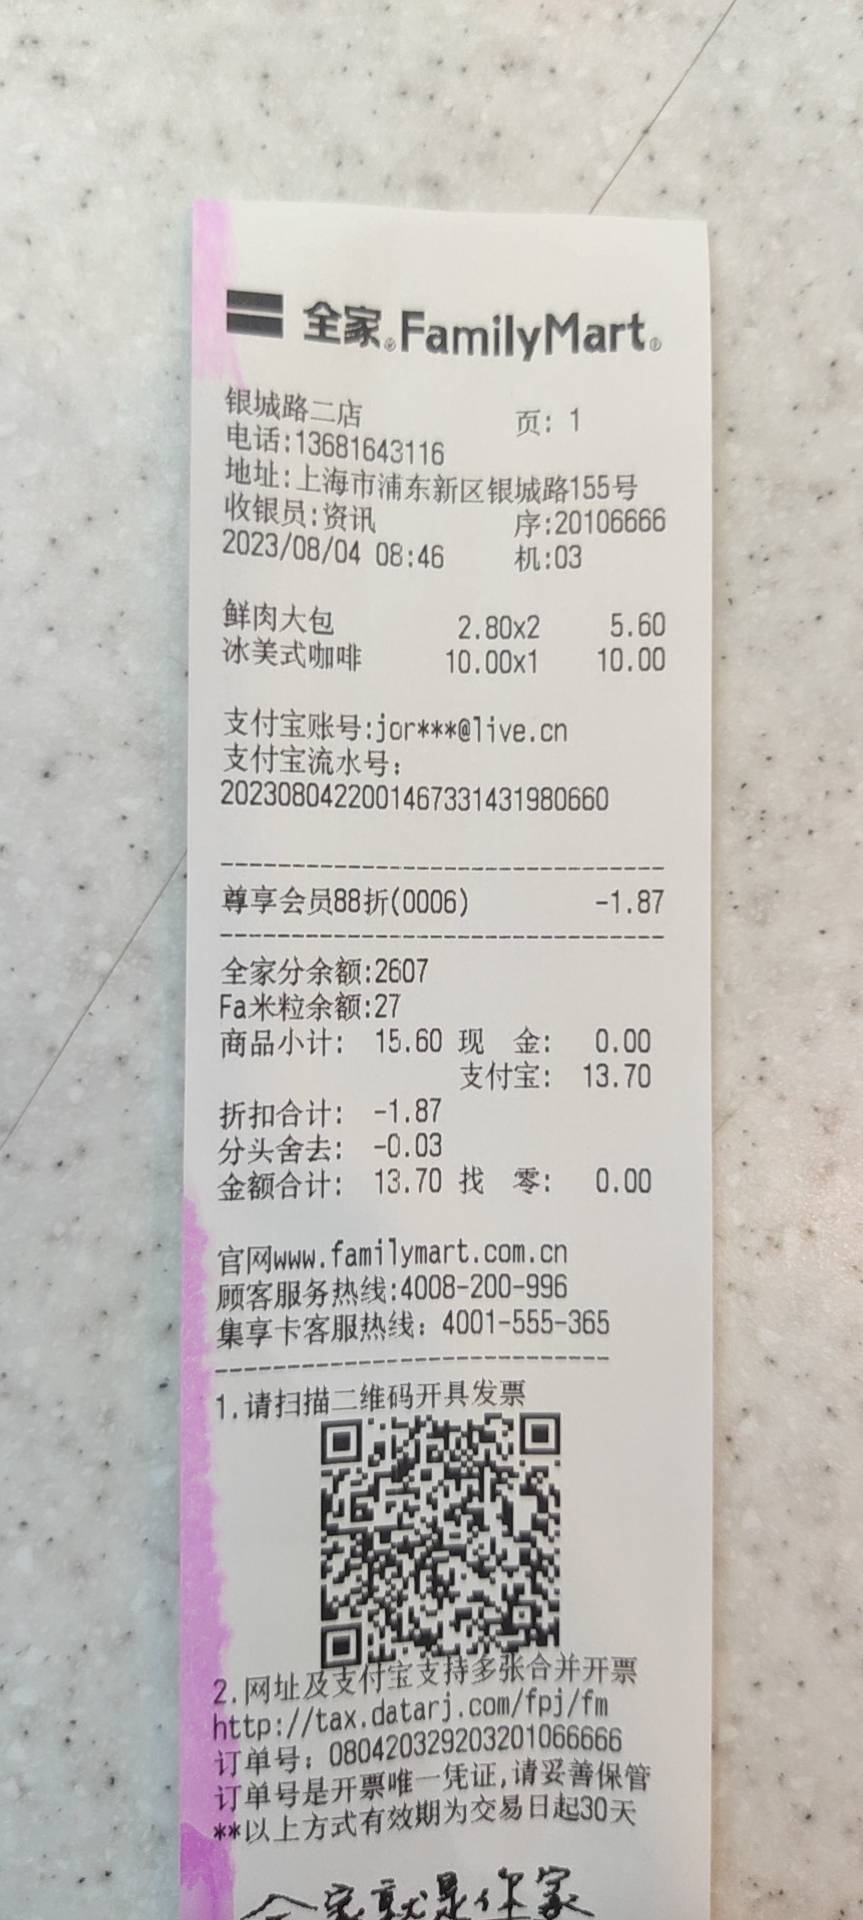 全家®FamilyMart®
银城路二店 页: 1
电话:13681643116
地址:上海市浦东新区银城路155号
收银员:资讯 序:20106666
2023/08/04 08:46 机:03
鲜肉大包 2.80x2 5.60
冰美式咖啡 10.00x1 10.00
支付宝账号:jor***@live.cn
支付宝流水号:
2023080422001467331431980660
尊享会员88折(0006) -1.87
全家分余额:2607
Fa米粒余额:27
商品小计: 15.60 现 金: 0.00
支付宝: 13.70
折扣合计: -1.87
分头舍去: -0.03
金额合计: 13.70 找 零: 0.00
官网www.familymart.com.cn
顾客服务热线:4008-200-996
集享卡客服热线: 4001-555-365
1.请扫描二维码开具发票
2.网址及支付宝支持多张合并开票
http://tax.datarj.com/fpj/fm
订单号: 080420329203201066666
订单号是开票唯一凭证,请妥善保管
**以上方式有效期为交易日起30天
全家就是你家